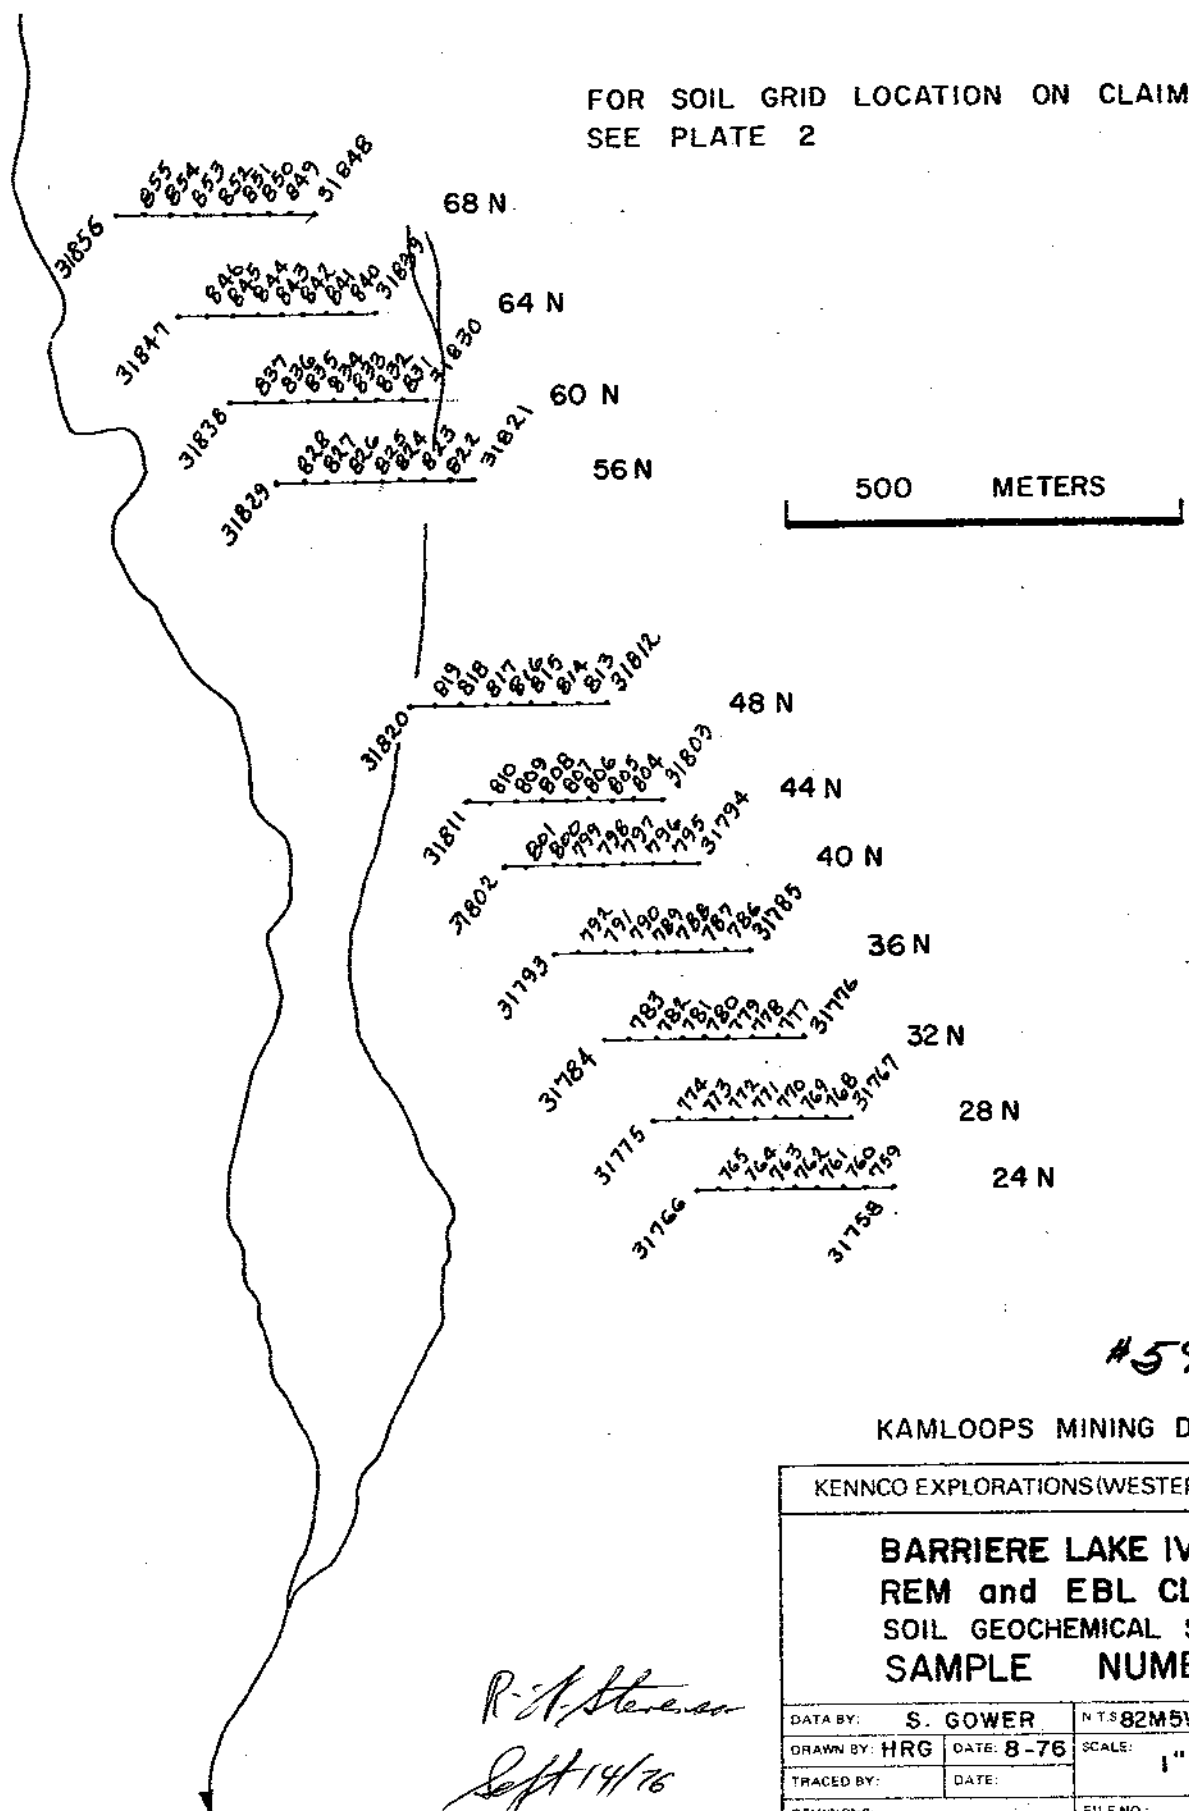 FOR SOIL GRID LOCATION ON CLAIM
SEE PLATE 2
31856 855 854 853 852 851 850 849 31848
68 N
31847 846 845 844 843 842 841 840 31839
64 N
31838 837 836 835 834 833 832 831 31830
60 N
31829 828 827 826 825 824 823 822 31821
56 N
500 METERS
31820 819 818 817 816 815 814 813 31812
48 N
31811 810 809 808 807 806 805 804 31803
44 N
31802 801 800 799 798 797 796 795 31794
40 N
31793 792 791 790 789 788 787 786 31785
36 N
31784 783 782 781 780 779 778 777 31776
32 N
31775 774 773 772 771 770 769 768 31767
28 N
31766 765 764 763 762 761 760 759 31758
24 N
#59
KAMLOOPS MINING D
KENNCO EXPLORATIONS (WESTER
BARRIERE LAKE IV
REM and EBL CL
SOIL GEOCHEMICAL S
SAMPLE NUMB
DATA BY: S. GOWER N.T.S 82M5W
DRAWN BY: HRG DATE: 8-76 SCALE: 1"
TRACED BY: DATE:
FILE NO.:
Sept 14/76